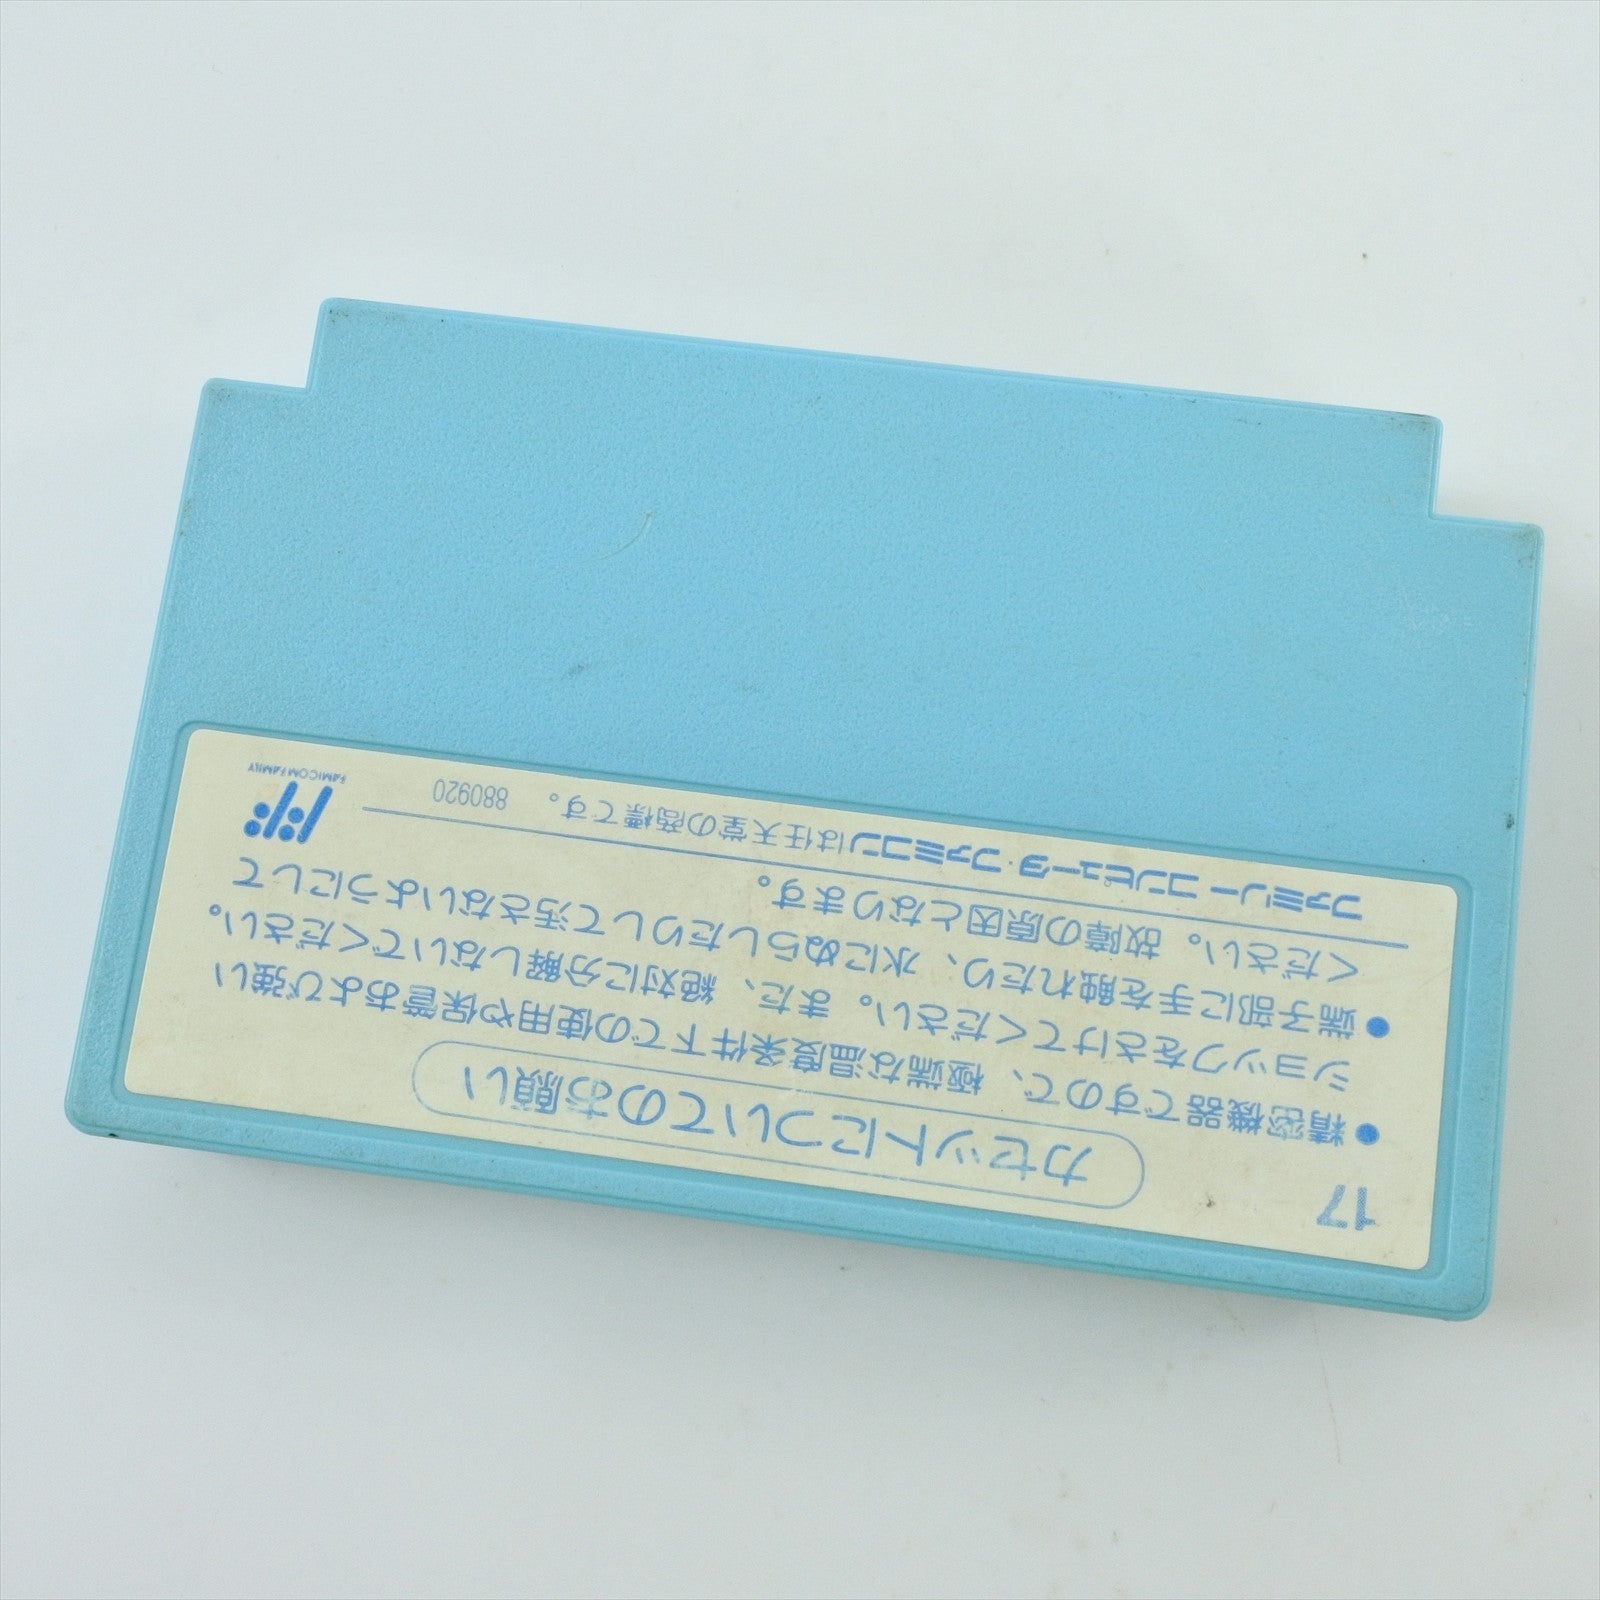 17
カセットについてのお願い
●精密機器ですので、極端な温度条件下での使用や保管および強い
ショックをさけてください。また、絶対に分解しないでください。
●端子部に手を触れたり、水にぬらしたりして汚さないようにして
ください。故障の原因となります。
ファミリーコンピュータ・ファミコンは任天堂の商標です。 880920
FAMICOM FAMILY